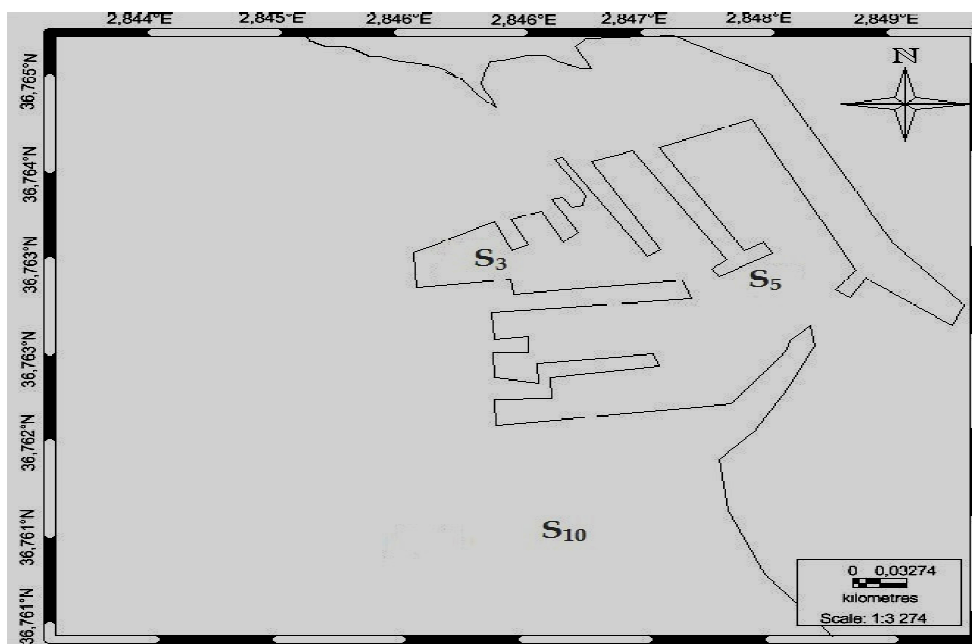 2,844°E 2,845°E 2,846°E 2,846°E 2,847°E 2,848°E 2,849°E
N
36,765°N
36,764°N
36,763°N
36,763°N
36,762°N
36,761°N
36,761°N
S₃
S₅
S₁₀
0 0,03274
kilometres
Scale: 1:3 274